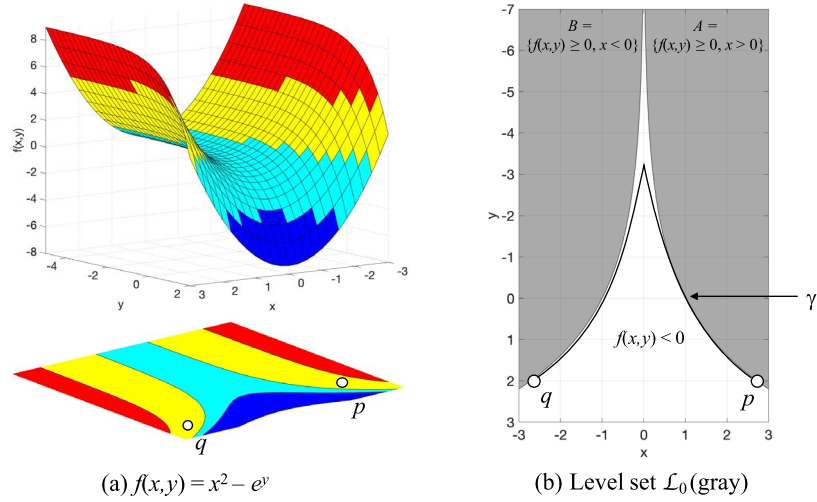 8
6
4
2
0
-2
-4
-6
-8
f(x,y)
-4
-2
0
2
y
3
2
1
0
-1
-2
-3
x
p
q
(a) f(x,y) = x² – eʸ
-7
-6
-5
-4
-3
-2
-1
0
1
2
3
y
B =
{f(x,y) ≥ 0, x < 0}
A =
{f(x,y) ≥ 0, x > 0}
γ
f(x,y) < 0
q
p
-3
-2
-1
0
1
2
3
x
(b) Level set ℒ₀ (gray)